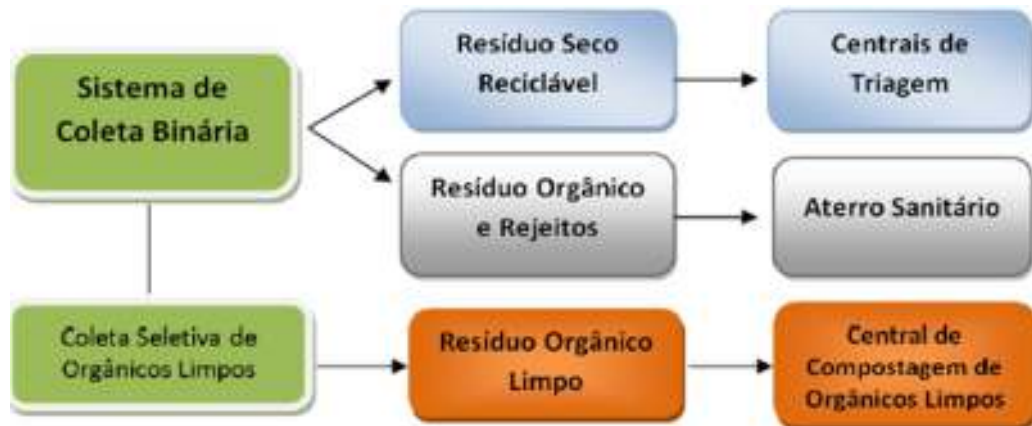 Sistema de
Coleta Binária
Resíduo Seco
Reciclável
Centrais de
Triagem
Resíduo Orgânico
e Rejeitos
Aterro Sanitário
Coleta Seletiva de
Orgânicos Limpos
Resíduo Orgânico
Limpo
Central de
Compostagem de
Orgânicos Limpos